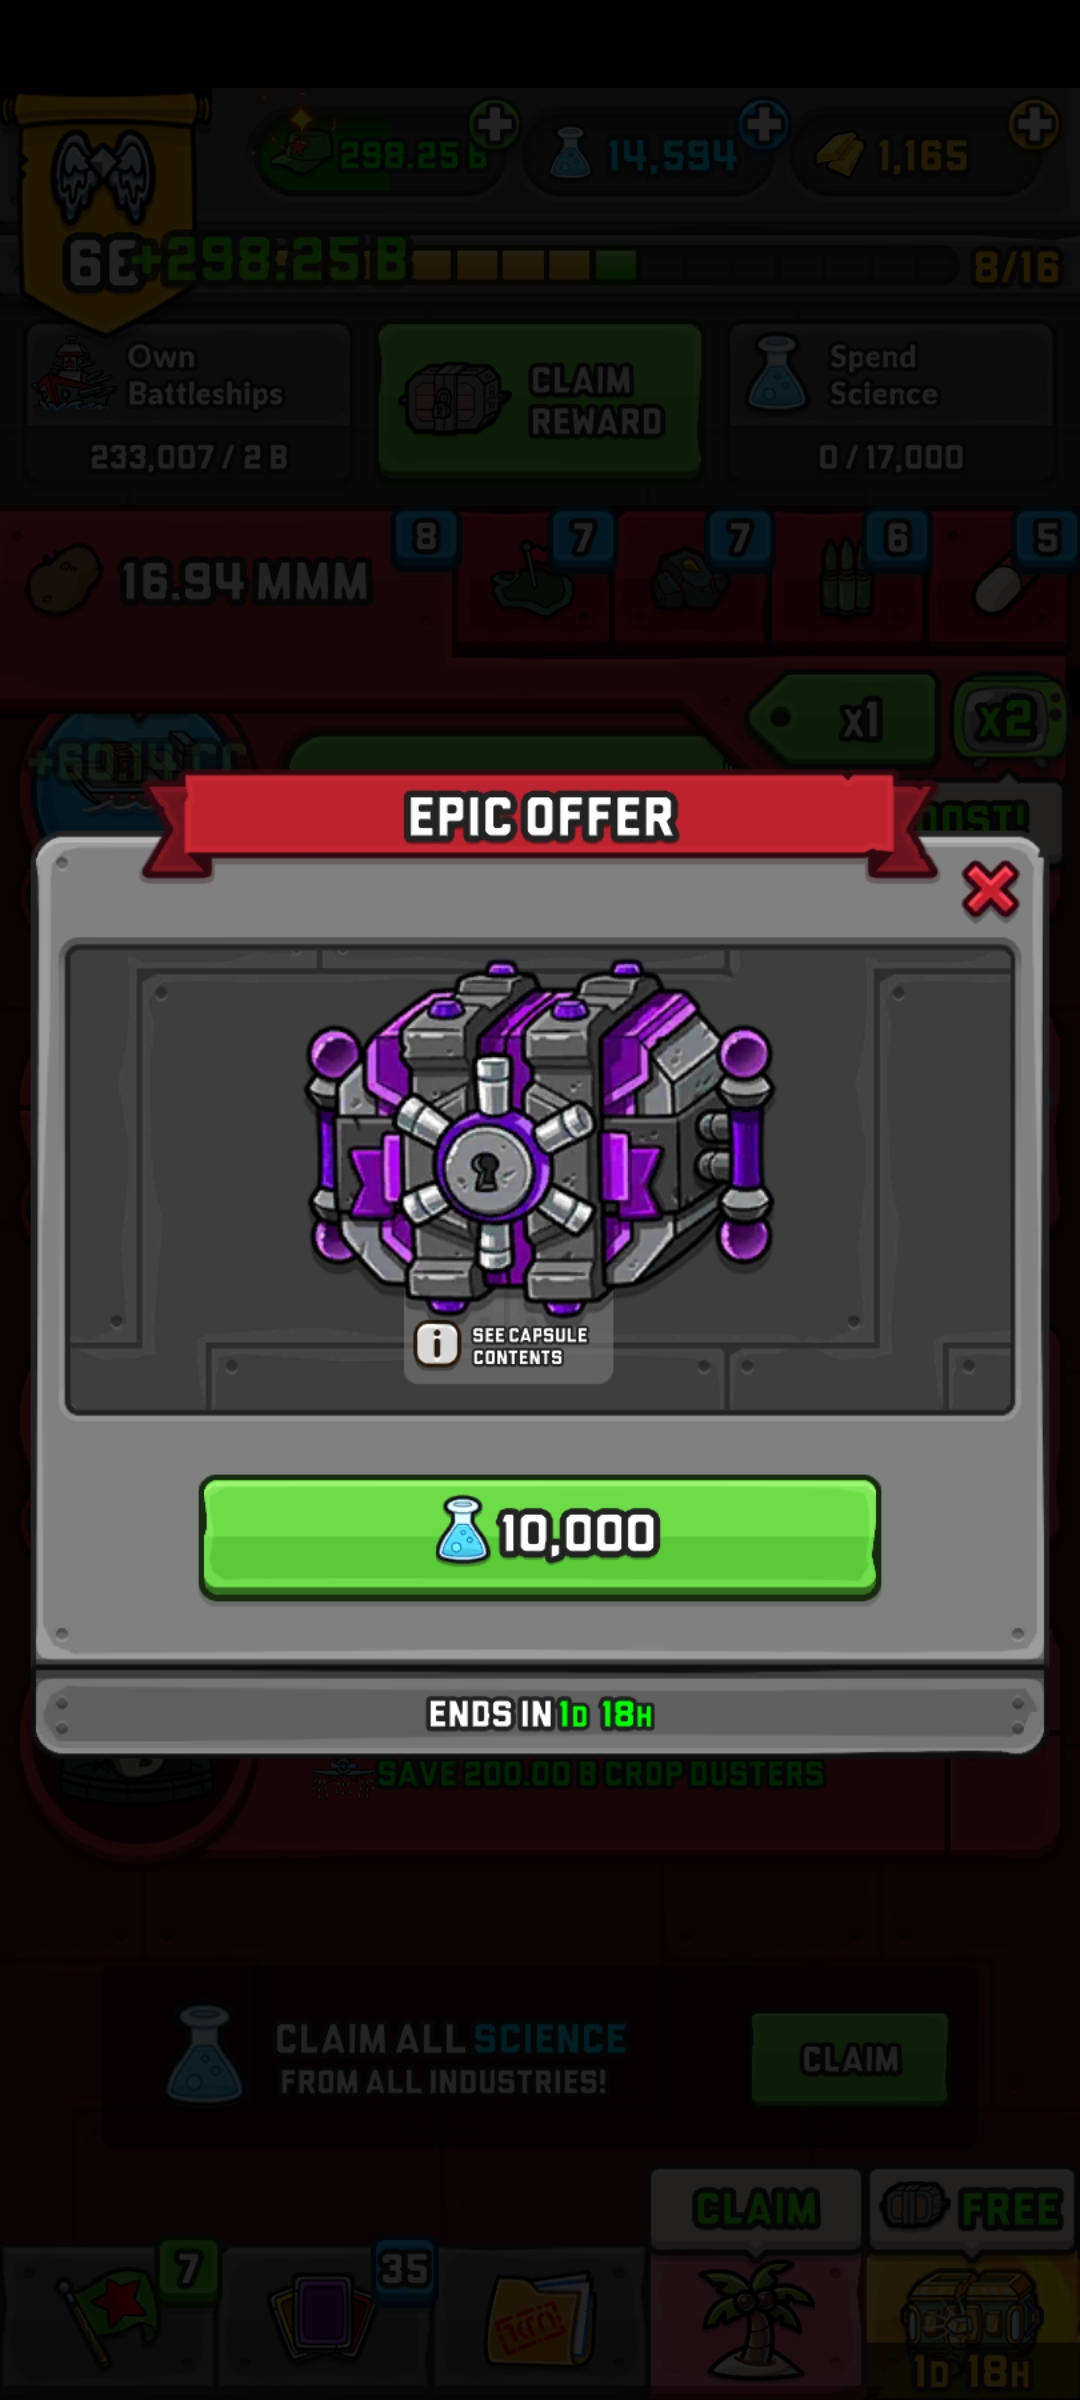 298.25 B
14,594
1,165
+298.25 B
8/16
Own
Battleships
233,007 / 2 B
CLAIM
REWARD
Spend
Science
0 / 17,000
16.94 MMM
8
7
7
6
5
x1
x2
+60.14 CC
EPIC OFFER
SEE CAPSULE
CONTENTS
10,000
ENDS IN 1D 18H
SAVE 200.00 B CROP DUSTERS
CLAIM ALL SCIENCE
FROM ALL INDUSTRIES!
CLAIM
CLAIM
FREE
7
35
1D 18H